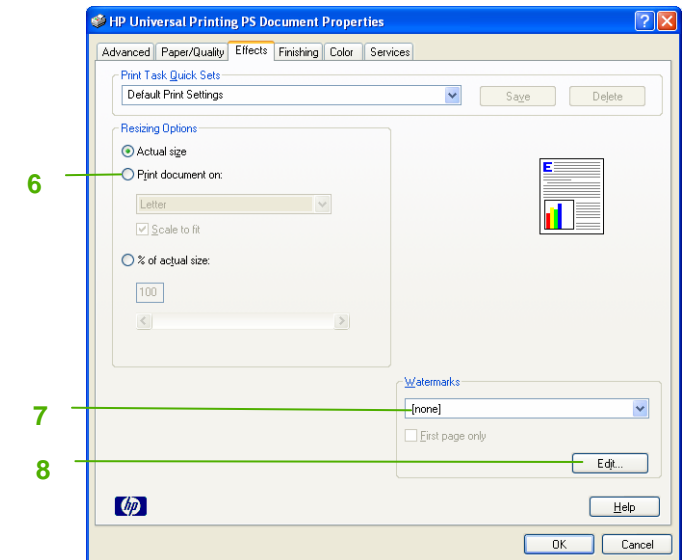 HP Universal Printing PS Document Properties
Advanced Paper/Quality Effects Finishing Color Services
Print Task Quick Sets
Default Print Settings
Save Delete
Resizing Options
Actual size
6
Print document on:
E
Letter
Scale to fit
% of actual size:
100
Watermarks
7
[none]
First page only
8
Edit...
hp
Help
OK Cancel